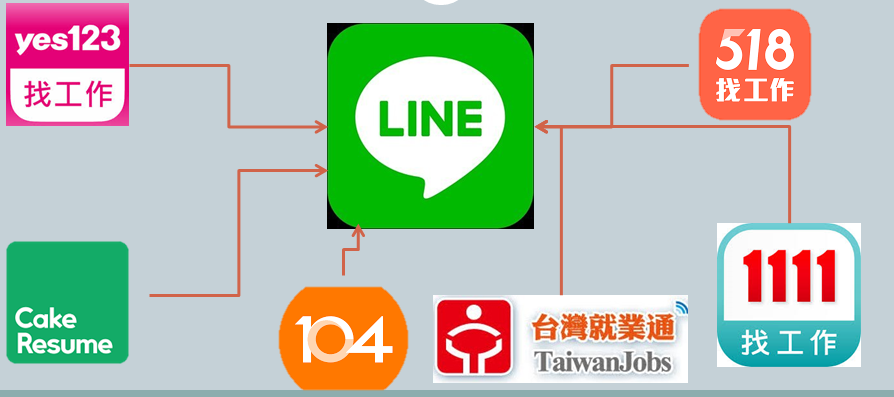 yes123
找工作
LINE
518
找工作
Cake
Resume
104
台灣就業通
TaiwanJobs
1111
找工作